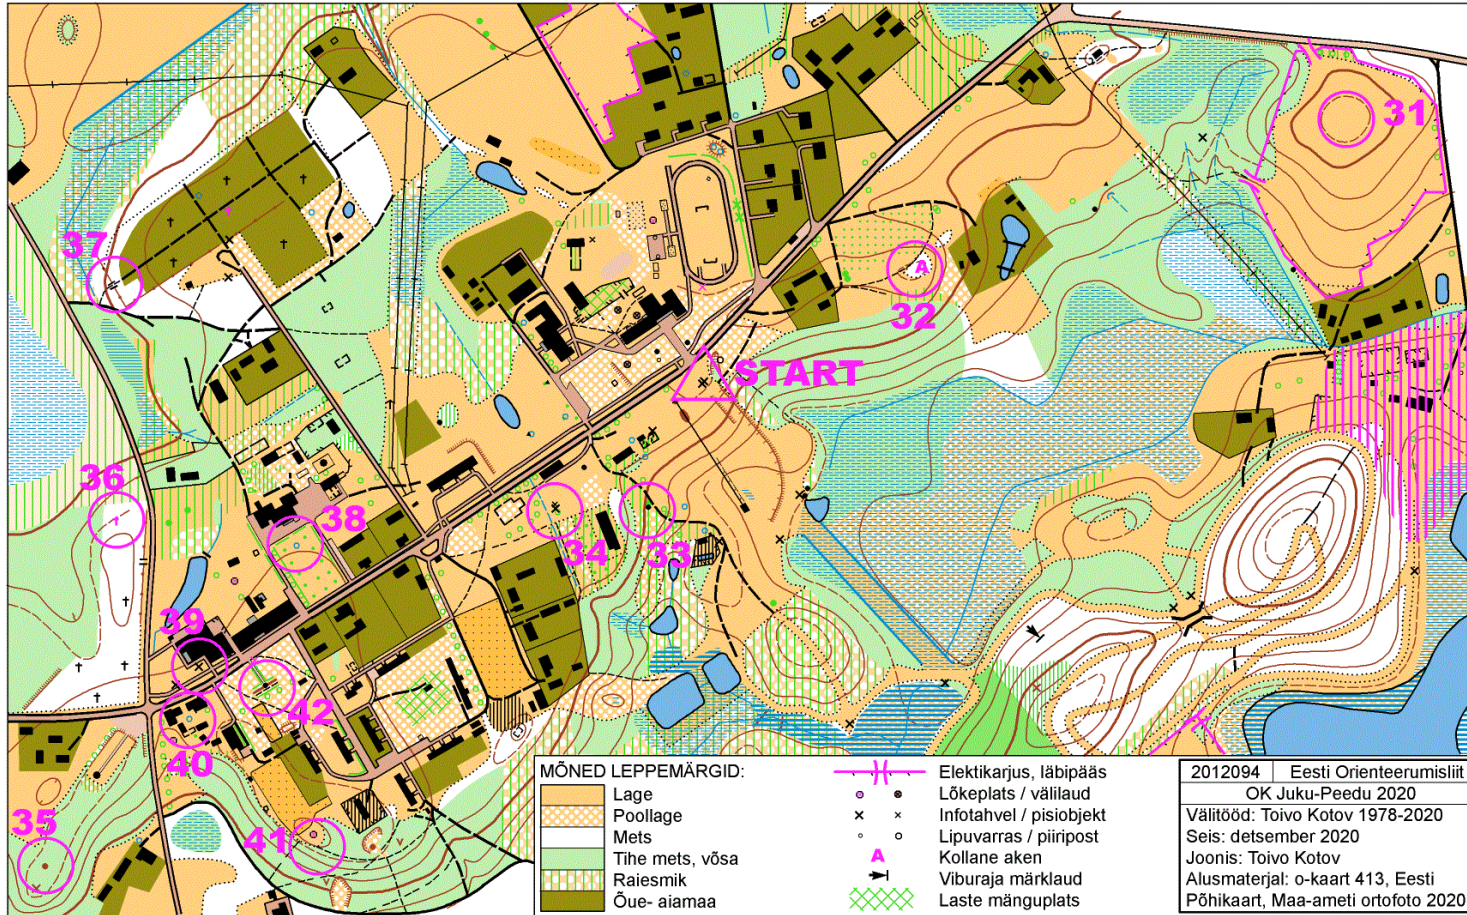 31
37
A
32
START
36
38
34
33
39
42
40
35
41
MÕNED LEPPEMÄRGID:
Lage
Poollage
Mets
Tihe mets, võsa
Raiesmik
Õue- aiamaa
Elektikarjus, läbipääs
Lõkeplats / välilaud
Infotahvel / pisiobjekt
Lipuvarras / piiripost
A Kollane aken
Viburaja märklaud
Laste mänguplats
2012094 Eesti Orienteerumisliit
OK Juku-Peedu 2020
Välitööd: Toivo Kotov 1978-2020
Seis: detsember 2020
Joonis: Toivo Kotov
Alusmaterjal: o-kaart 413, Eesti
Põhikaart, Maa-ameti ortofoto 2020